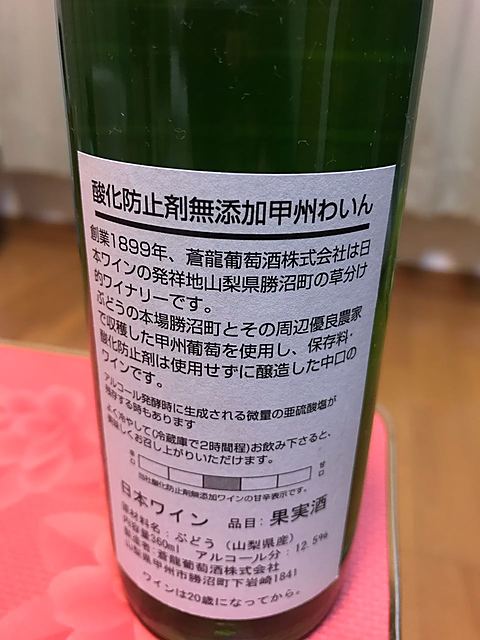 酸化防止剤無添加甲州わいん
創業1899年、蒼龍葡萄酒株式会社は日
本ワインの発祥地山梨県勝沼町の草分け
的ワイナリーです。
ぶどうの本場勝沼町とその周辺優良農家
で収穫した甲州葡萄を使用し、保存料・
酸化防止剤は使用せずに醸造した中口の
ワインです。
アルコール発酵時に生成される微量の亜硫酸塩が
残存する時もあります
よく冷やして(冷蔵庫で2時間程)お飲み下さると、
美味しくお召し上がりいただけます。
辛口
甘口
当社酸化防止剤無添加ワインの甘辛表示です。
日本ワイン 品目：果実酒
原材料名：ぶどう（山梨県産）
内容量360ml アルコール分：12.5%
製造者：蒼龍葡萄酒株式会社
山梨県甲州市勝沼町下岩崎1841
ワインは20歳になってから。